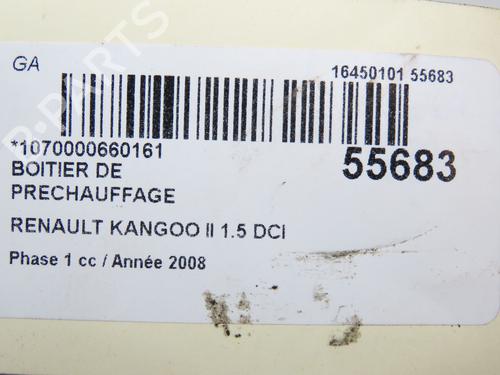 GA
16450101 55683
*1070000660161
55683
BOITIER DE
PRECHAUFFAGE
RENAULT KANGOO II 1.5 DCI
Phase 1 cc / Année 2008
B-PARTS